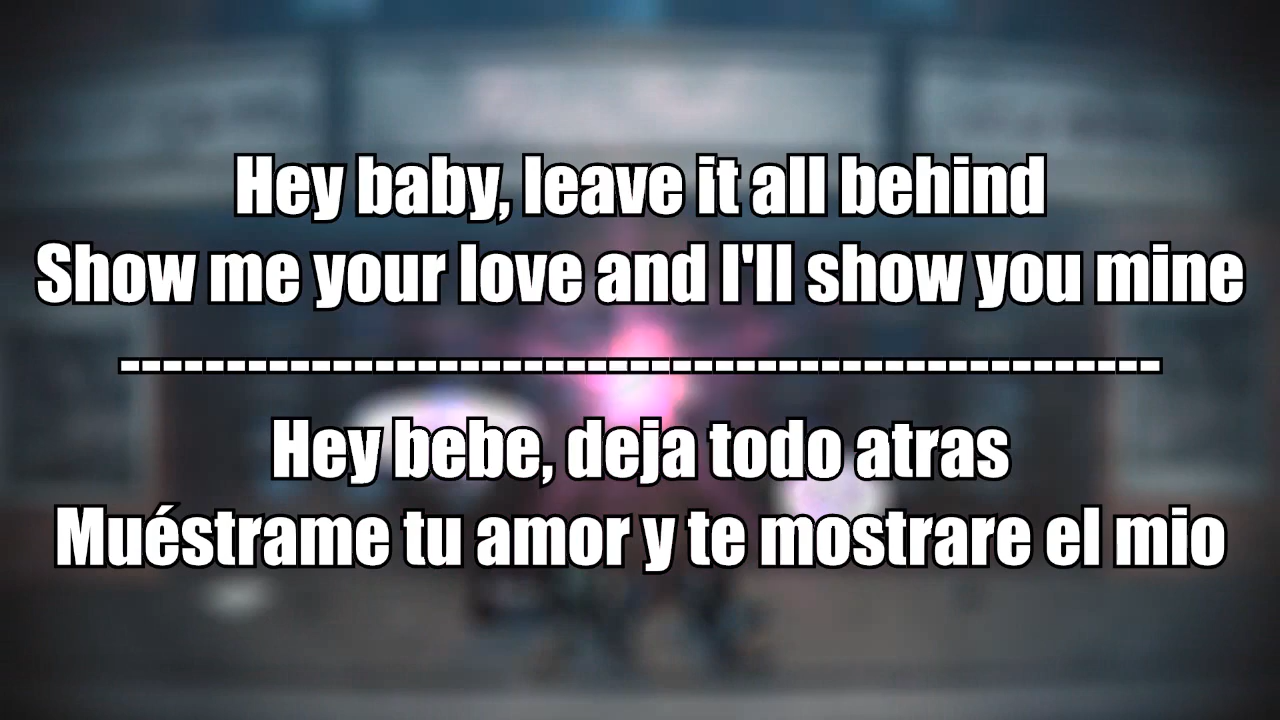 Hey baby, leave it all behind
Show me your love and I'll show you mine
-------------------------------------------------
Hey bebe, deja todo atras
Muéstrame tu amor y te mostrare el mio